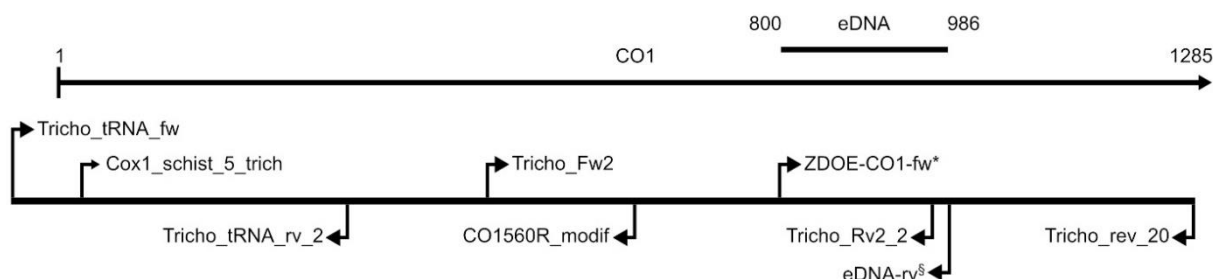 800 eDNA 986
1 CO1 1285
Tricho_tRNA_fw
Cox1_schist_5_trich Tricho_Fw2 ZDOE-CO1-fw*
Tricho_tRNA_rv_2 CO1560R_modif Tricho_Rv2_2 Tricho_rev_20
eDNA-rv§